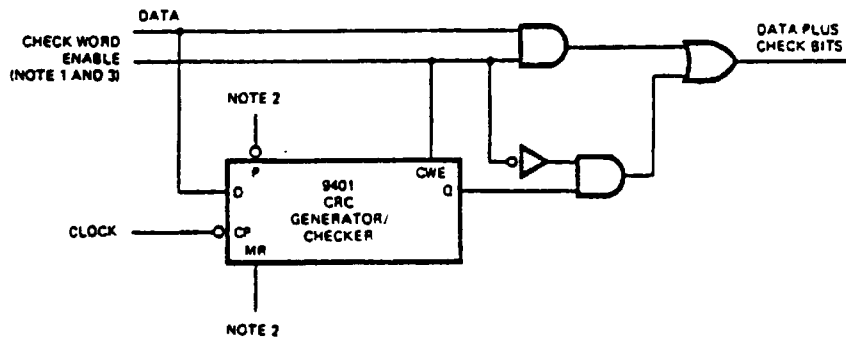 DATA
CHECK WORD
ENABLE
(NOTE 1 AND 3)
DATA PLUS
CHECK BITS
NOTE 2
P
CWE
D
9401
CRC
GENERATOR/
CHECKER
Q
CLOCK
CP
MR
NOTE 2